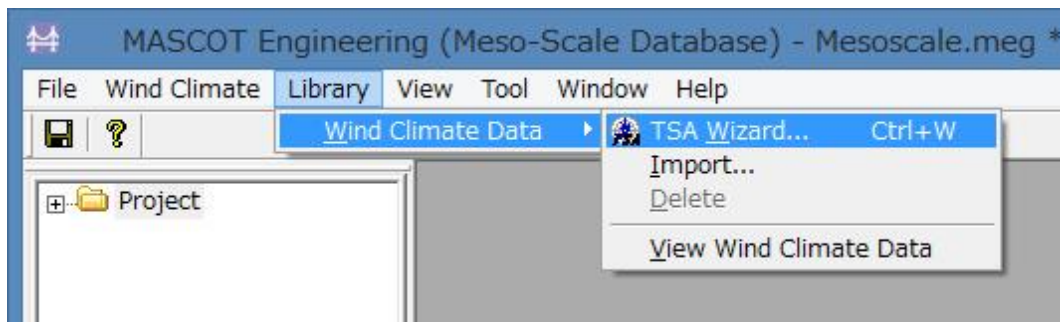 MASCOT Engineering (Meso-Scale Database) - Mesoscale.meg *
File Wind Climate Library View Tool Window Help
Wind Climate Data TSA Wizard... Ctrl+W
Import...
Project
Delete
View Wind Climate Data